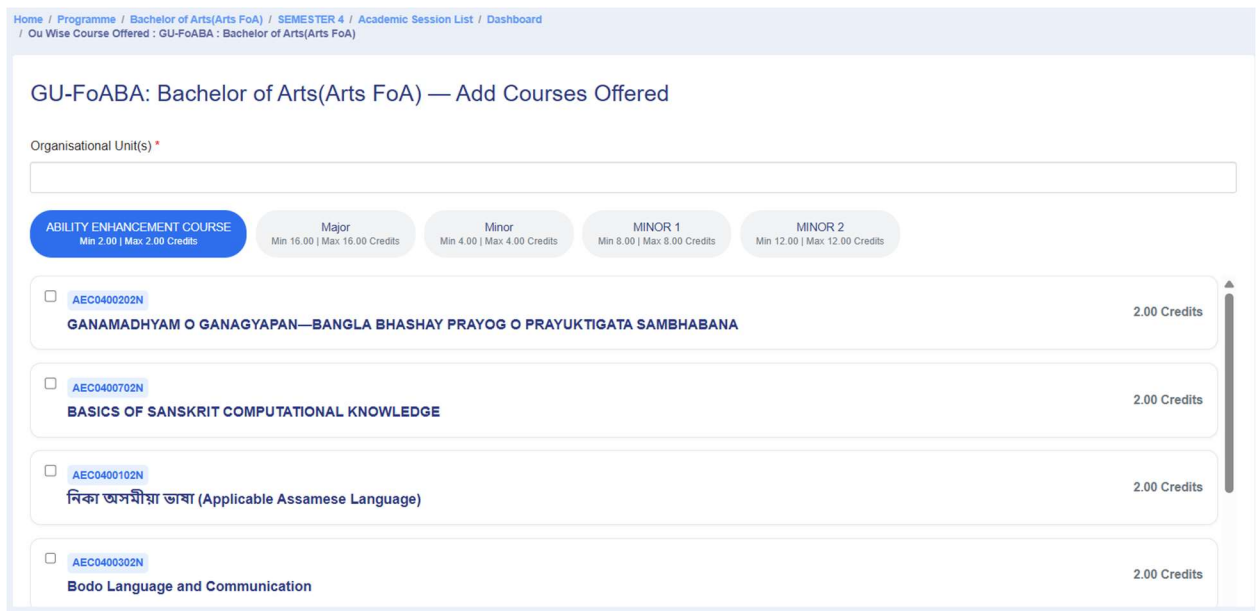 Home / Programme / Bachelor of Arts(Arts FoA) / SEMESTER 4 / Academic Session List / Dashboard
/ Ou Wise Course Offered : GU-FoABA : Bachelor of Arts(Arts FoA)
GU-FoABA: Bachelor of Arts(Arts FoA) — Add Courses Offered
Organisational Unit(s) *
ABILITY ENHANCEMENT COURSE
Min 2.00 | Max 2.00 Credits
Major
Min 16.00 | Max 16.00 Credits
Minor
Min 4.00 | Max 4.00 Credits
MINOR 1
Min 8.00 | Max 8.00 Credits
MINOR 2
Min 12.00 | Max 12.00 Credits
AEC0400202N
GANAMADHYAM O GANAGYAPAN—BANGLA BHASHAY PRAYOG O PRAYUKTIGATA SAMBHABANA
2.00 Credits
AEC0400702N
BASICS OF SANSKRIT COMPUTATIONAL KNOWLEDGE
2.00 Credits
AEC0400102N
নিকা অসমীয়া ভাষা (Applicable Assamese Language)
2.00 Credits
AEC0400302N
Bodo Language and Communication
2.00 Credits